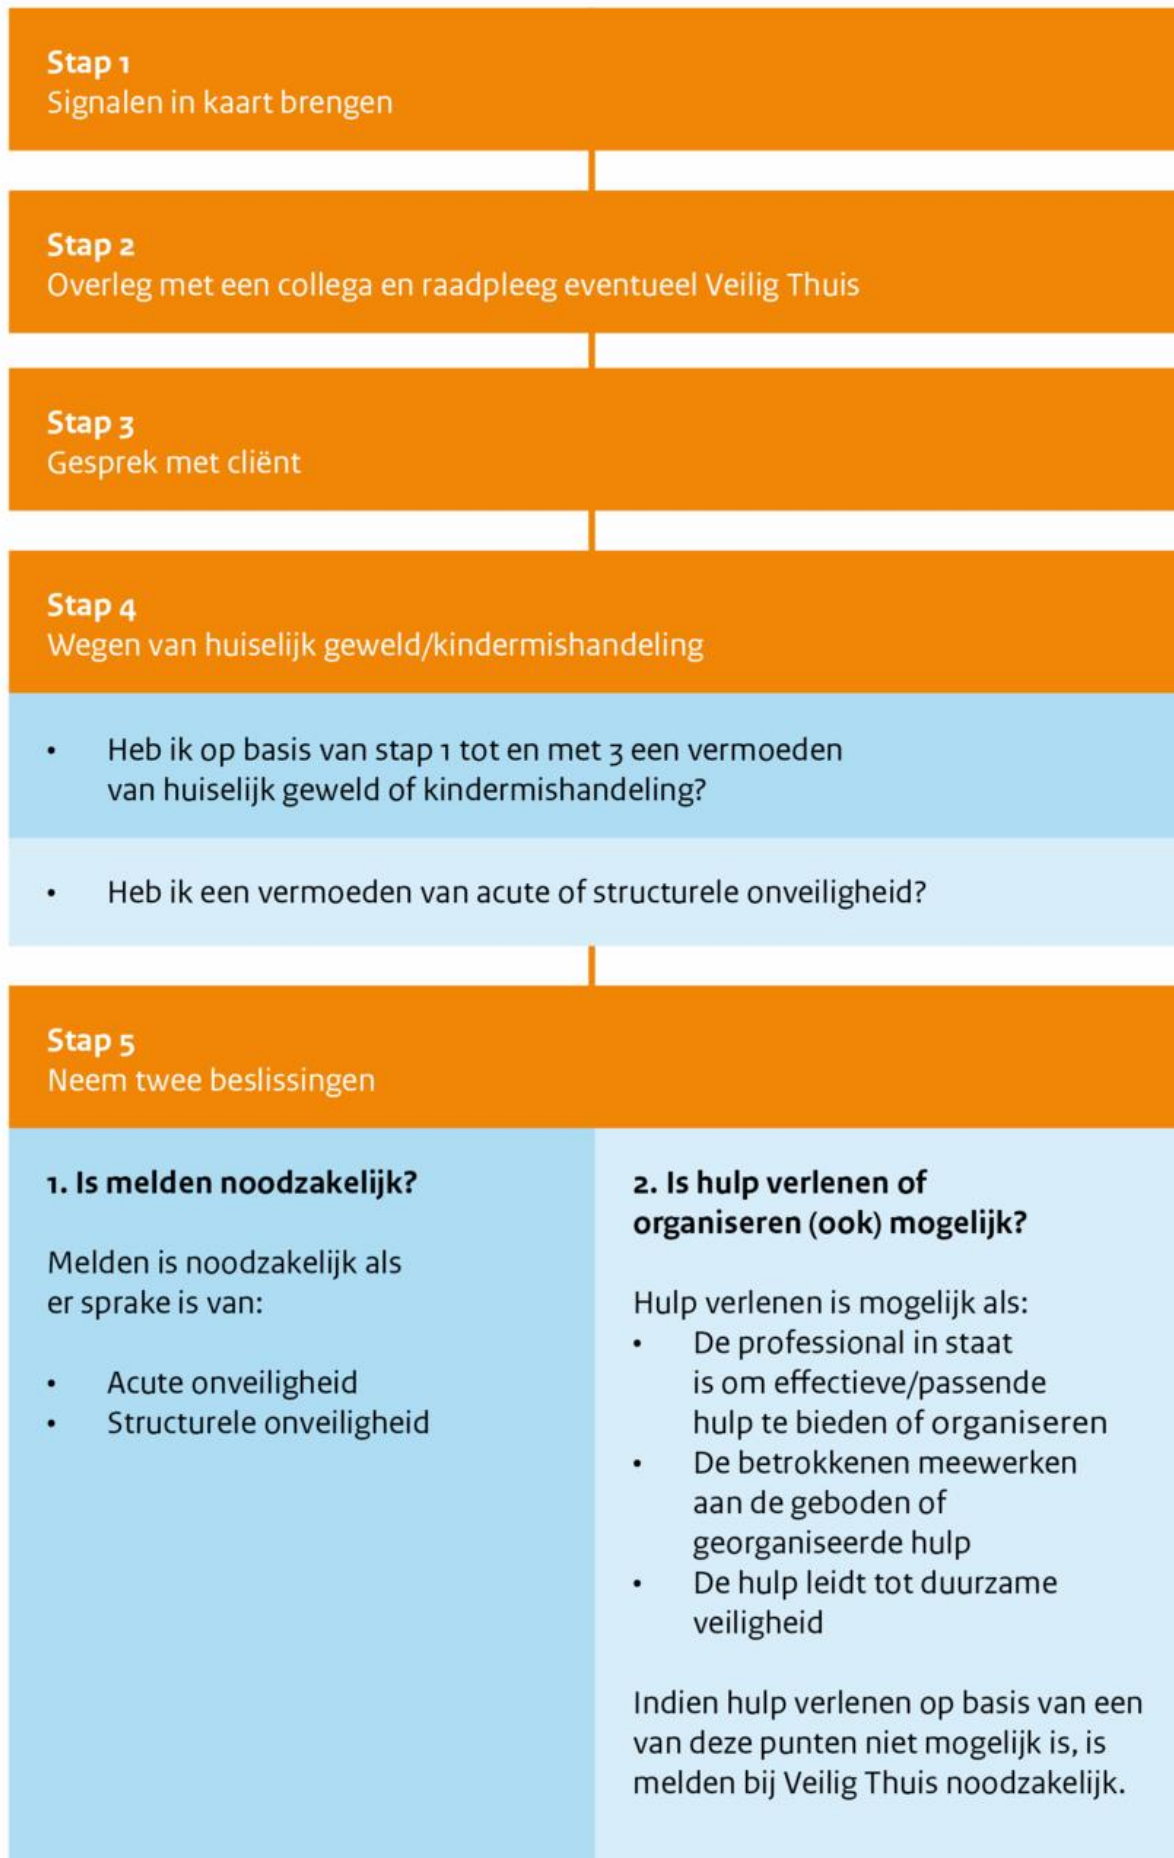 Stap 1
Signalen in kaart brengen
Stap 2
Overleg met een collega en raadpleeg eventueel Veilig Thuis
Stap 3
Gesprek met cliënt
Stap 4
Wegen van huiselijk geweld/kindermishandeling
• Heb ik op basis van stap 1 tot en met 3 een vermoeden
van huiselijk geweld of kindermishandeling?
• Heb ik een vermoeden van acute of structurele onveiligheid?
Stap 5
Neem twee beslissingen
1. Is melden noodzakelijk?
Melden is noodzakelijk als
er sprake is van:
• Acute onveiligheid
• Structurele onveiligheid
2. Is hulp verlenen of
organiseren (ook) mogelijk?
Hulp verlenen is mogelijk als:
• De professional in staat
is om effectieve/passende
hulp te bieden of organiseren
• De betrokkenen meewerken
aan de geboden of
georganiseerde hulp
• De hulp leidt tot duurzame
veiligheid
Indien hulp verlenen op basis van een
van deze punten niet mogelijk is, is
melden bij Veilig Thuis noodzakelijk.